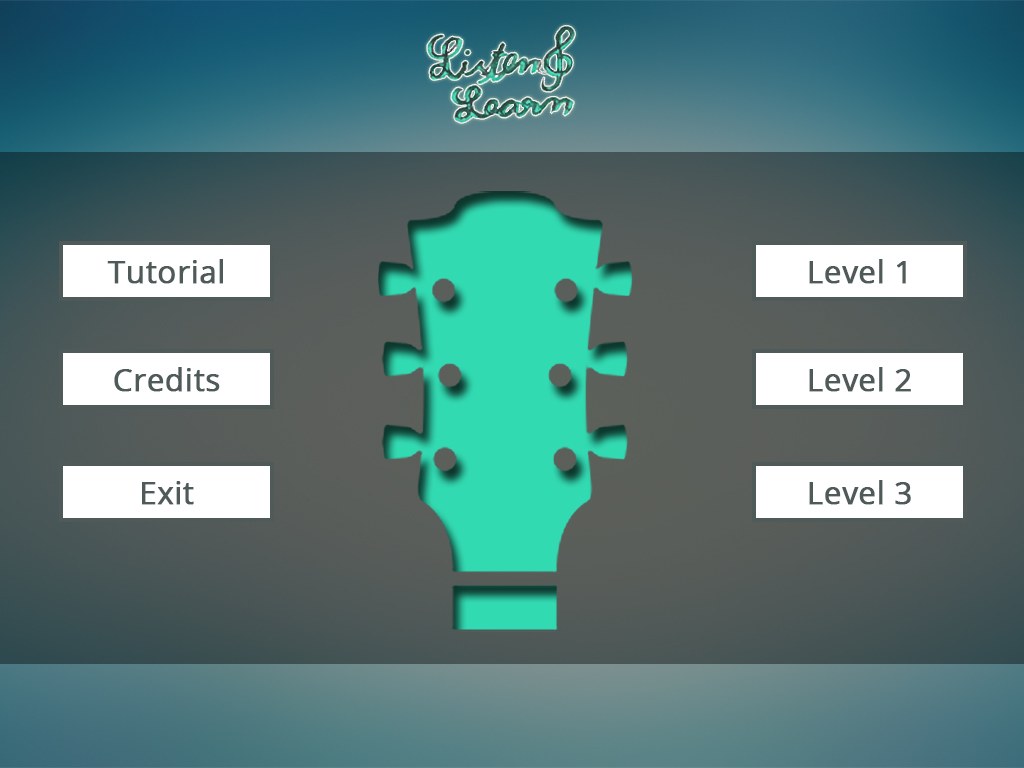 Listen
Learn
Tutorial
Credits
Exit
Level 1
Level 2
Level 3